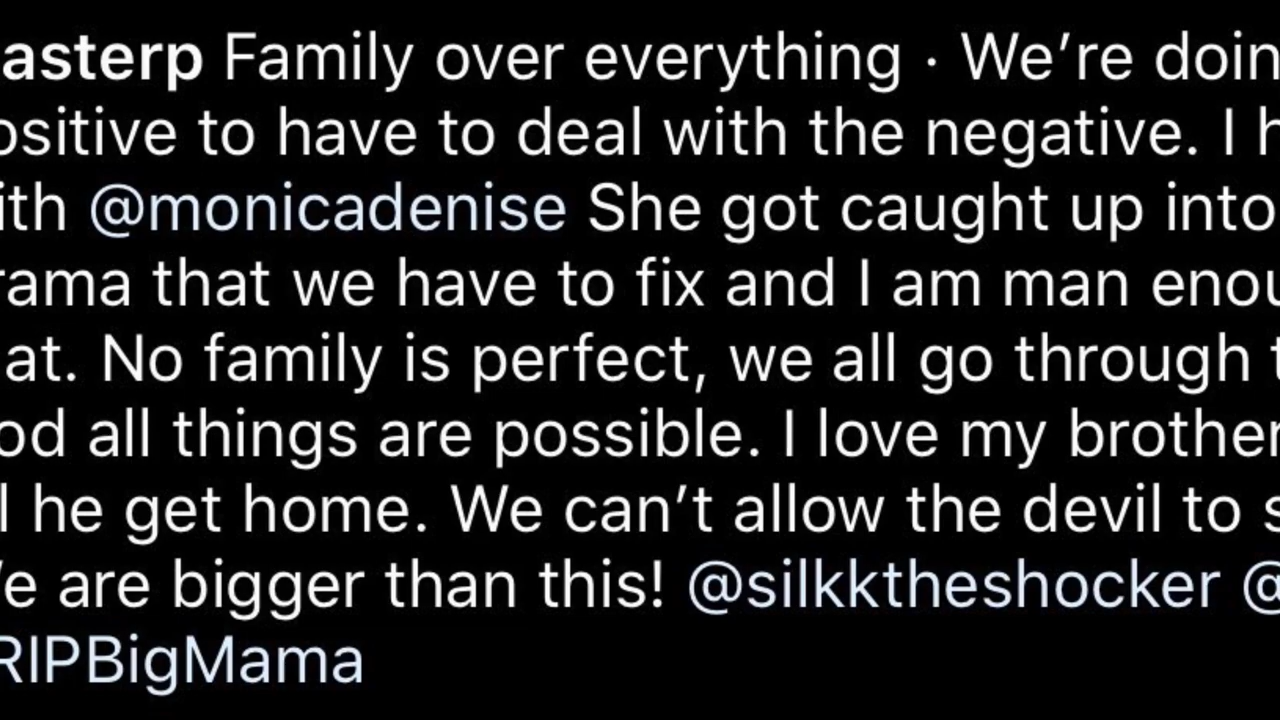 asterp Family over everything · We’re doin
ositive to have to deal with the negative. I h
ith @monicadenise She got caught up into
rama that we have to fix and I am man enou
at. No family is perfect, we all go through t
od all things are possible. I love my brother
l he get home. We can’t allow the devil to s
e are bigger than this! @silkktheshocker @
RIPBigMama